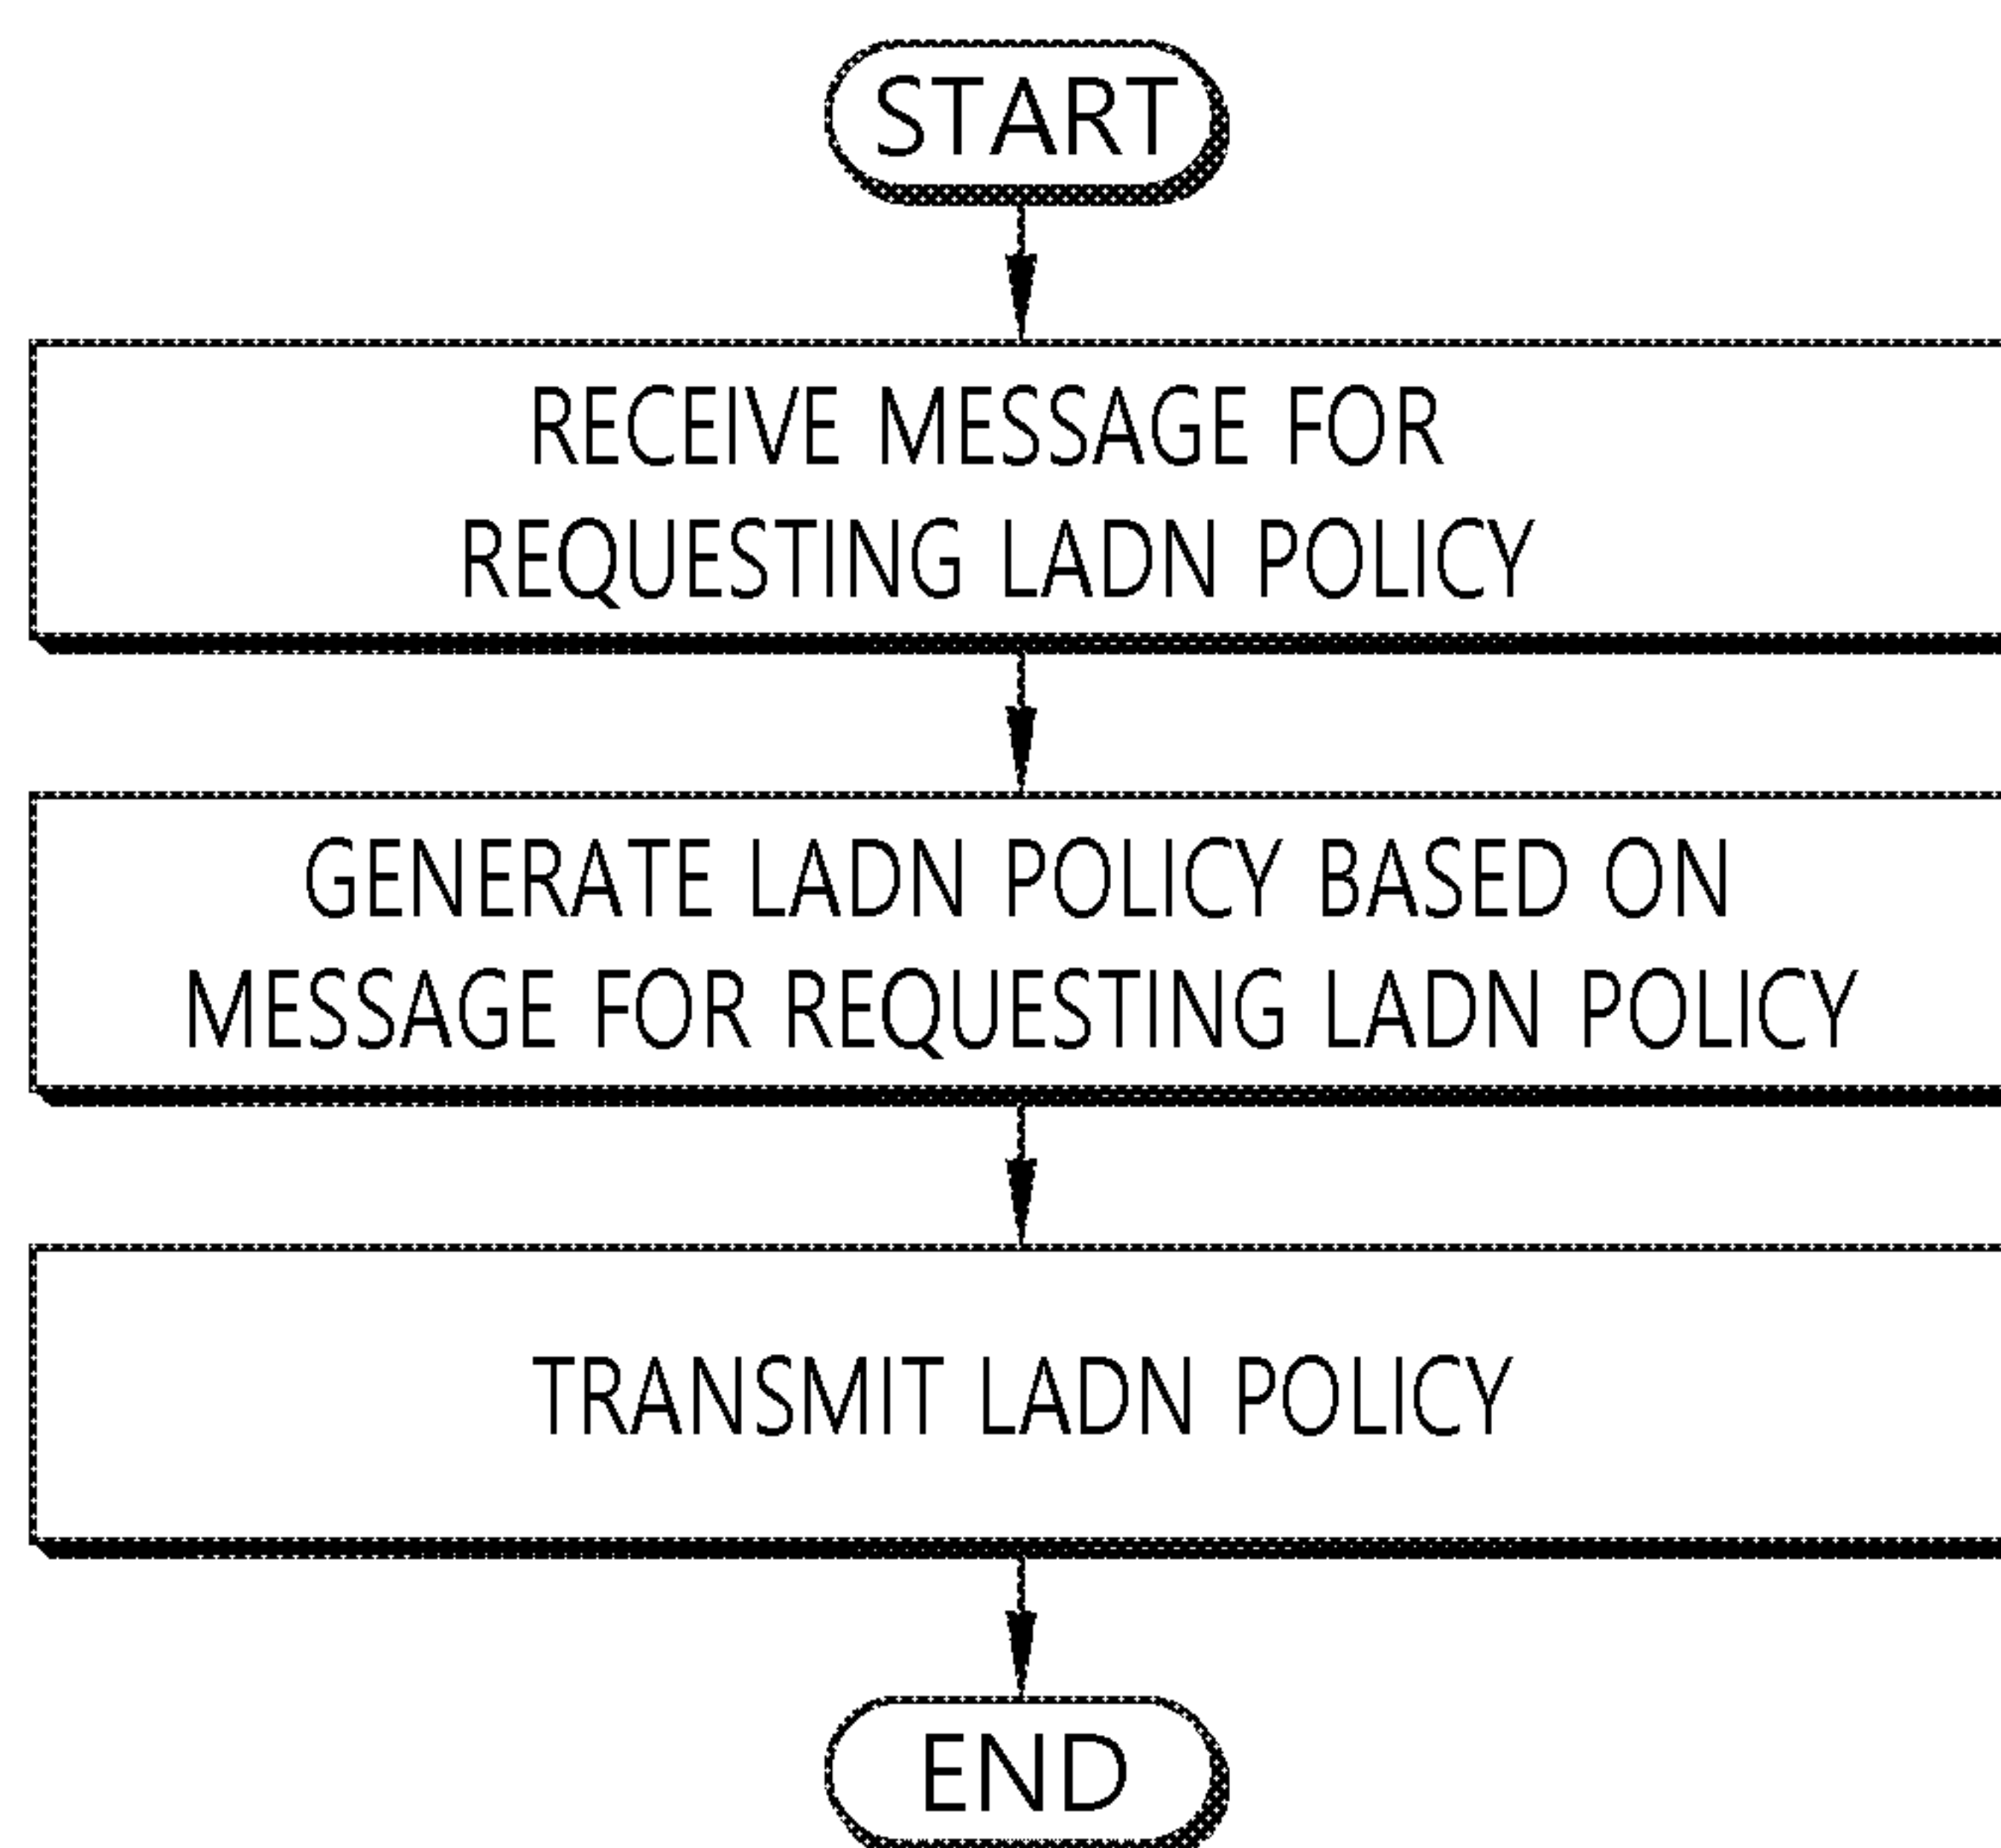 START
RECEIVE MESSAGE FOR
REQUESTING LADN POLICY
GENERATE LADN POLICY BASED ON
MESSAGE FOR REQUESTING LADN POLICY
TRANSMIT LADN POLICY
END